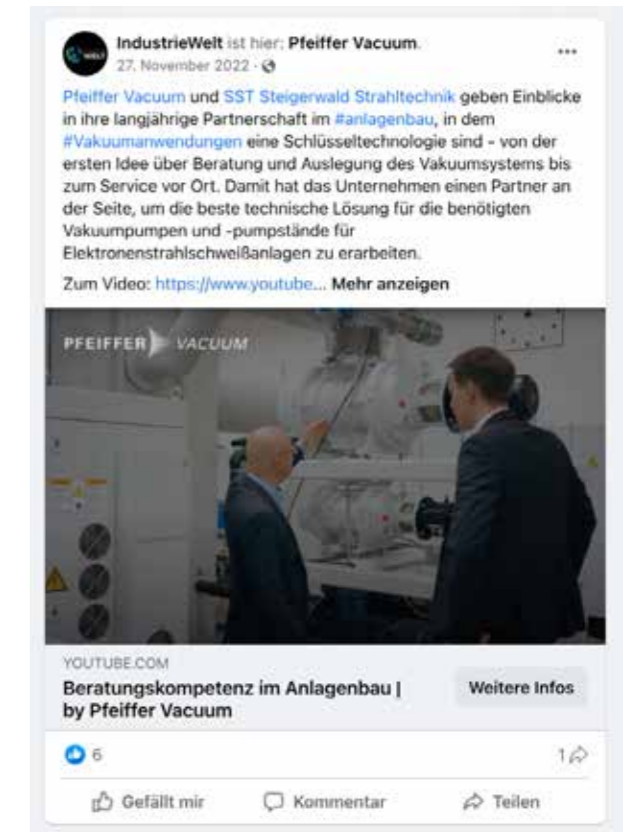 IndustrieWelt ist hier: Pfeiffer Vacuum.
27. November 2022 ·
Pfeiffer Vacuum und SST Steigerwald Strahltechnik geben Einblicke
in ihre langjährige Partnerschaft im #anlagenbau, in dem
#Vakuumanwendungen eine Schlüsseltechnologie sind - von der
ersten Idee über Beratung und Auslegung des Vakuumsystems bis
zum Service vor Ort. Damit hat das Unternehmen einen Partner an
der Seite, um die beste technische Lösung für die benötigten
Vakuumpumpen und -pumpstände für
Elektronenstrahlschweißanlagen zu erarbeiten.
Zum Video: https://www.youtube... Mehr anzeigen
PFEIFFER VACUUM
YOUTUBE.COM
Beratungskompetenz im Anlagenbau |
by Pfeiffer Vacuum
Weitere Infos
6
1
Gefällt mir
Kommentar
Teilen